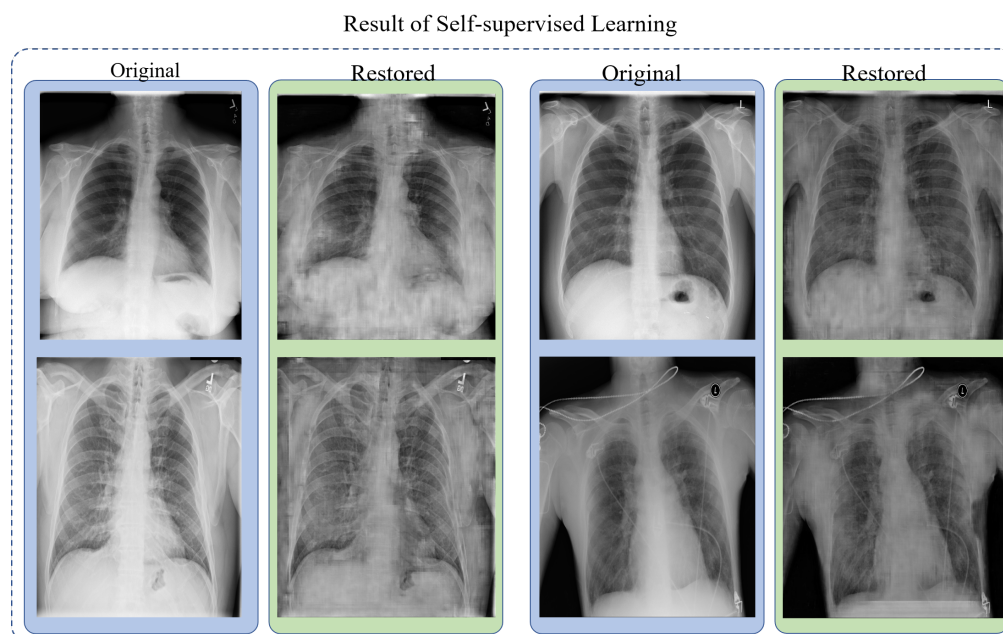 Result of Self-supervised Learning
Original
Restored
Original
Restored
L
L
L
L